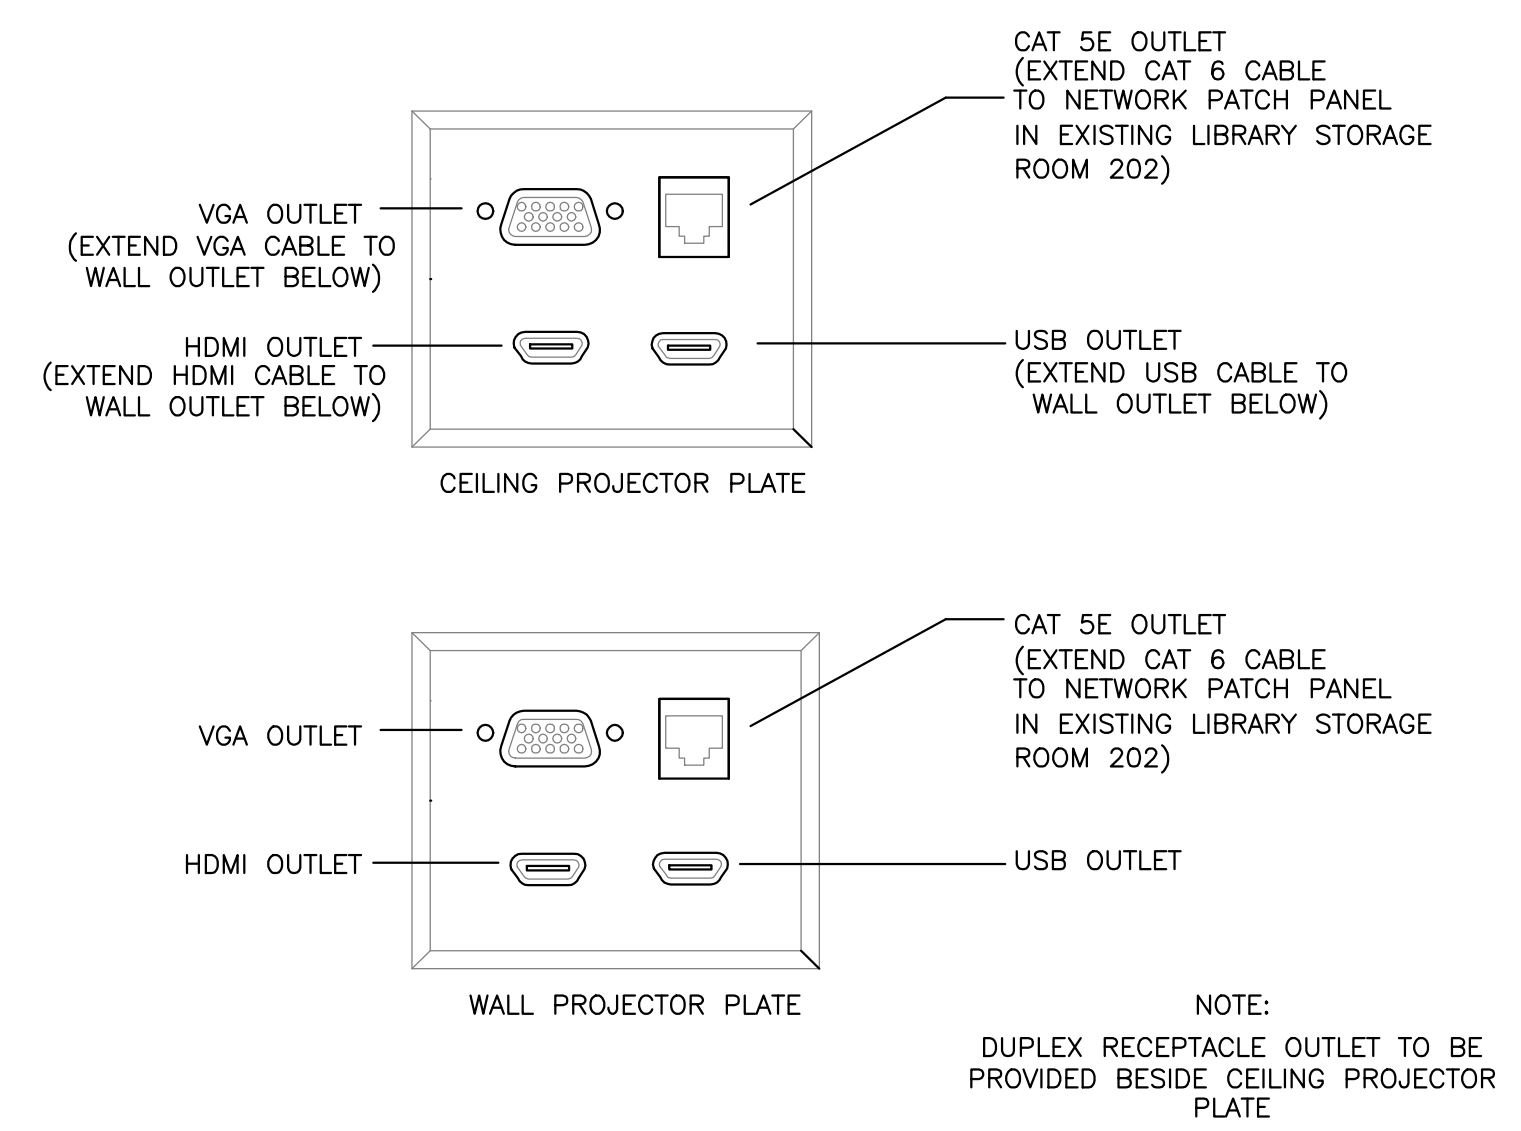 CAT 5E OUTLET
(EXTEND CAT 6 CABLE
TO NETWORK PATCH PANEL
IN EXISTING LIBRARY STORAGE
ROOM 202)
VGA OUTLET
(EXTEND VGA CABLE TO
WALL OUTLET BELOW)
HDMI OUTLET
(EXTEND HDMI CABLE TO
WALL OUTLET BELOW)
USB OUTLET
(EXTEND USB CABLE TO
WALL OUTLET BELOW)
CEILING PROJECTOR PLATE
CAT 5E OUTLET
(EXTEND CAT 6 CABLE
TO NETWORK PATCH PANEL
IN EXISTING LIBRARY STORAGE
ROOM 202)
VGA OUTLET
HDMI OUTLET
USB OUTLET
WALL PROJECTOR PLATE
NOTE:
DUPLEX RECEPTACLE OUTLET TO BE
PROVIDED BESIDE CEILING PROJECTOR
PLATE